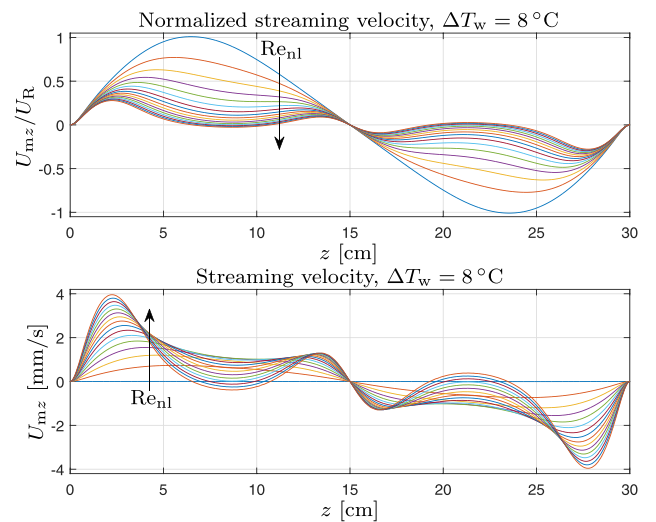 Normalized streaming velocity, ΔT_w = 8 °C
U_mz/U_R
1
0.5
0
-0.5
-1
Re_nl
0 5 10 15 20 25 30
z [cm]
Streaming velocity, ΔT_w = 8 °C
U_mz [mm/s]
4
2
0
-2
-4
Re_nl
0 5 10 15 20 25 30
z [cm]